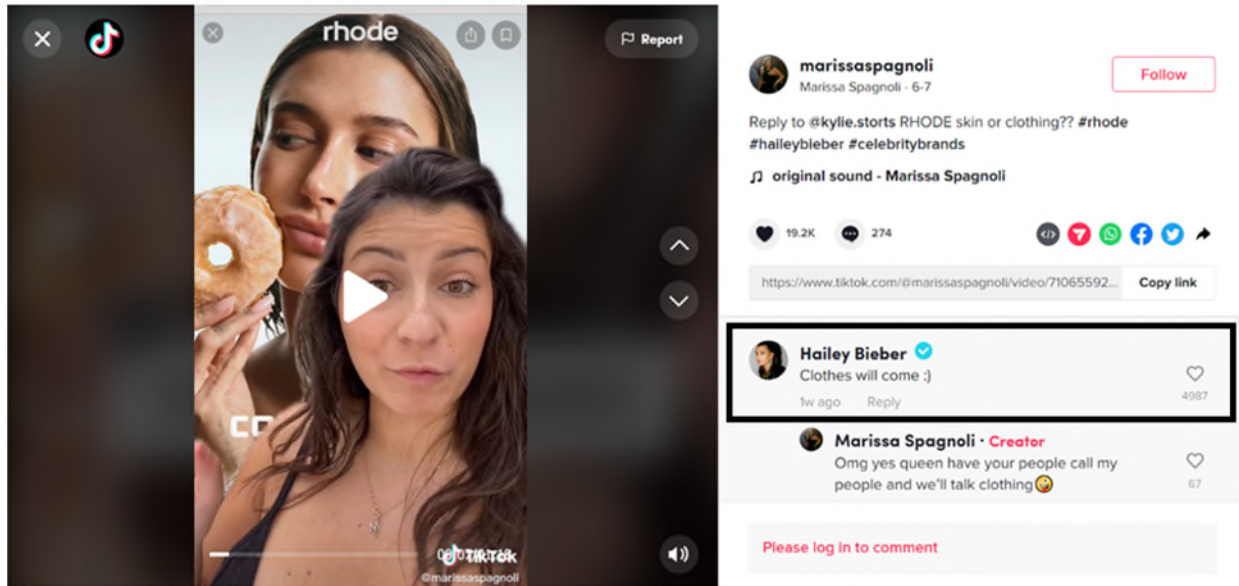 rhode
Report
CO
TikTok
@marissaspagnoli
marissaspagnoli
Marissa Spagnoli · 6-7
Follow
Reply to @kylie.storts RHODE skin or clothing?? #rhode
#haileybieber #celebritybrands
original sound - Marissa Spagnoli
19.2K
274
https://www.tiktok.com/@marissaspagnoli/video/71065592...
Copy link
Hailey Bieber
Clothes will come :)
1w ago Reply
4987
Marissa Spagnoli · Creator
Omg yes queen have your people call my
people and we'll talk clothing🤪
67
Please log in to comment